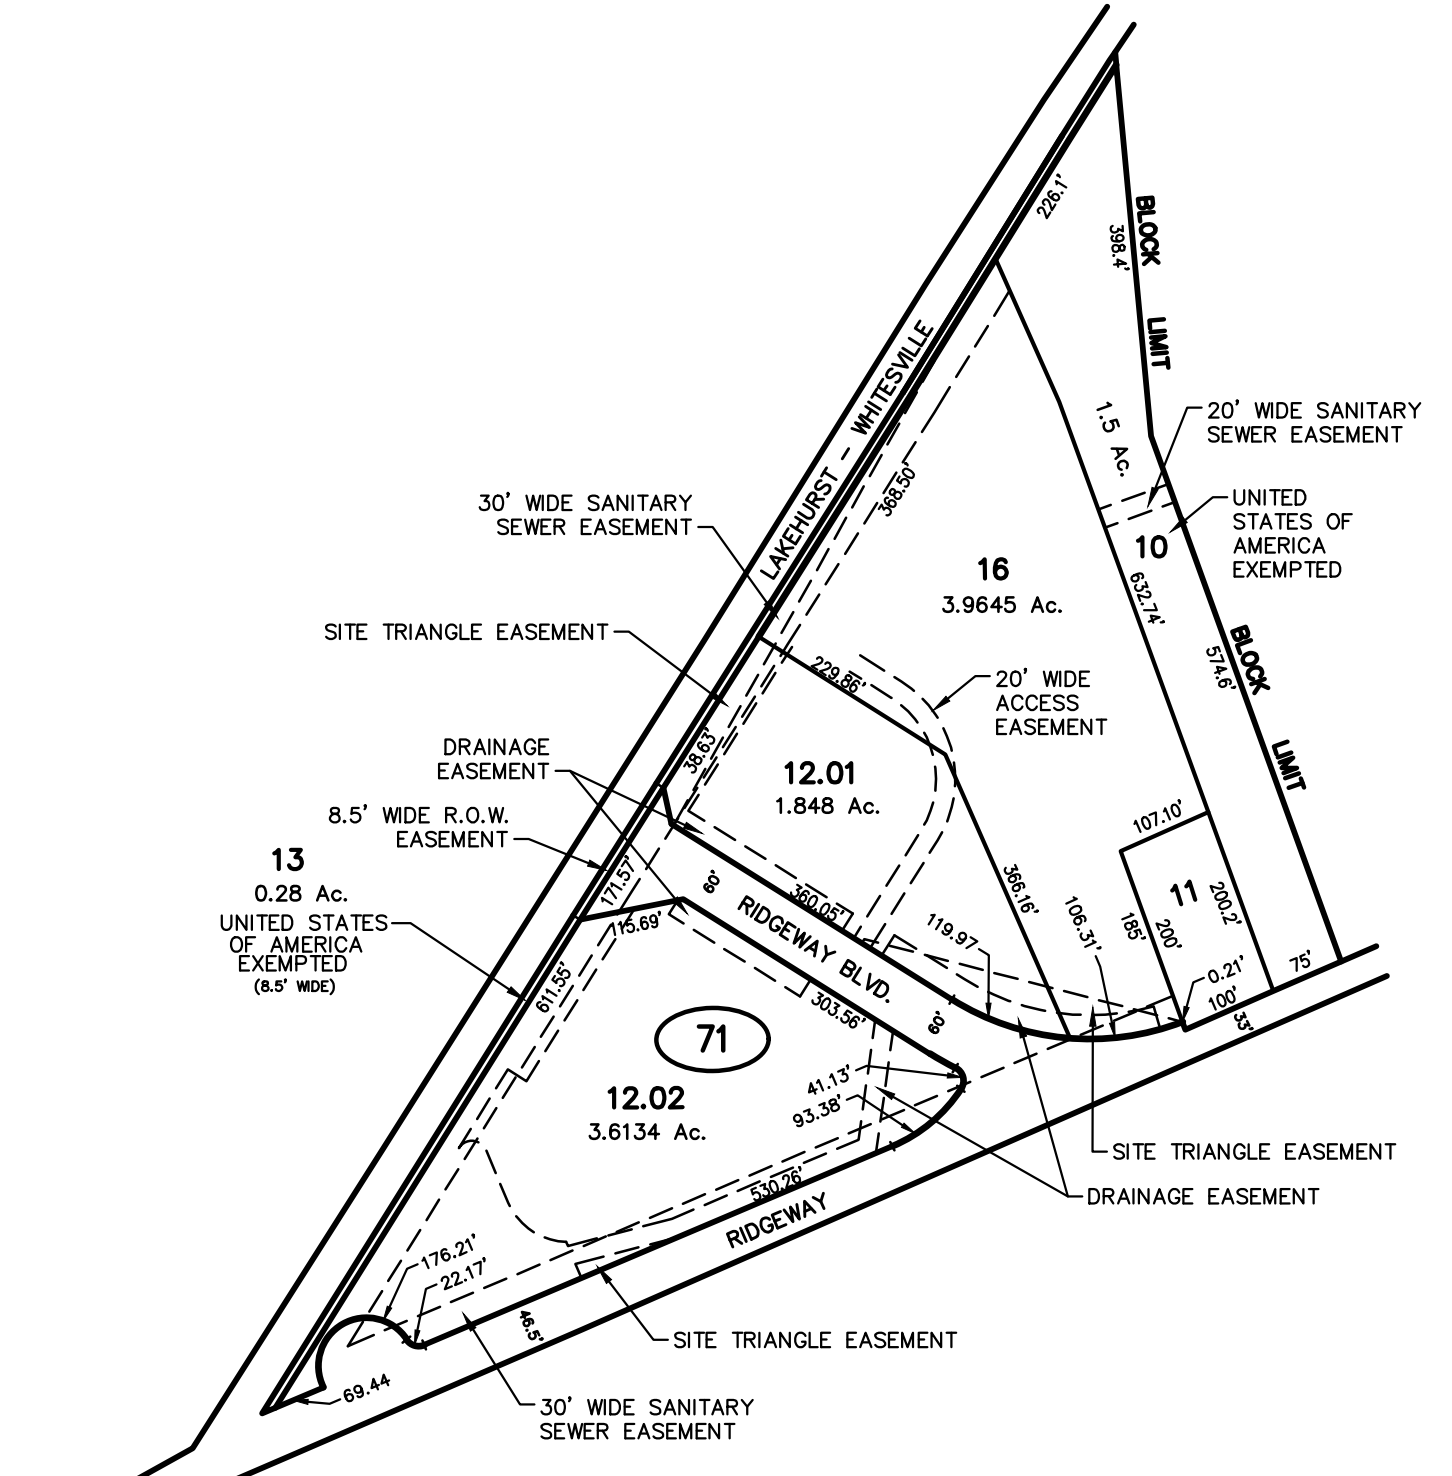 226.1'
BLOCK
398.4'
LIMIT
LAKEHURST - WHITESVILLE
1.5 Ac.
20' WIDE SANITARY
SEWER EASEMENT
368.50'
30' WIDE SANITARY
SEWER EASEMENT
UNITED
STATES OF
AMERICA
EXEMPTED
10
16
3.9645 Ac.
632.74'
SITE TRIANGLE EASEMENT
BLOCK
574.6'
LIMIT
229.86'
20' WIDE
ACCESS
EASEMENT
38.63'
DRAINAGE
EASEMENT
12.01
1.848 Ac.
8.5' WIDE R.O.W.
EASEMENT
107.10'
13
0.28 Ac.
UNITED STATES
OF AMERICA
EXEMPTED
(8.5' WIDE)
171.57'
60'
360.05'
366.16'
11
200.2'
185'
200'
115.69'
RIDGEWAY BLVD.
119.97
106.31'
0.21'
75'
100'
33'
611.55'
303.56'
60'
71
12.02
3.6134 Ac.
41.13'
93.38'
SITE TRIANGLE EASEMENT
DRAINAGE EASEMENT
530.26'
RIDGEWAY
176.21'
22.17'
46.5'
SITE TRIANGLE EASEMENT
69.44
30' WIDE SANITARY
SEWER EASEMENT